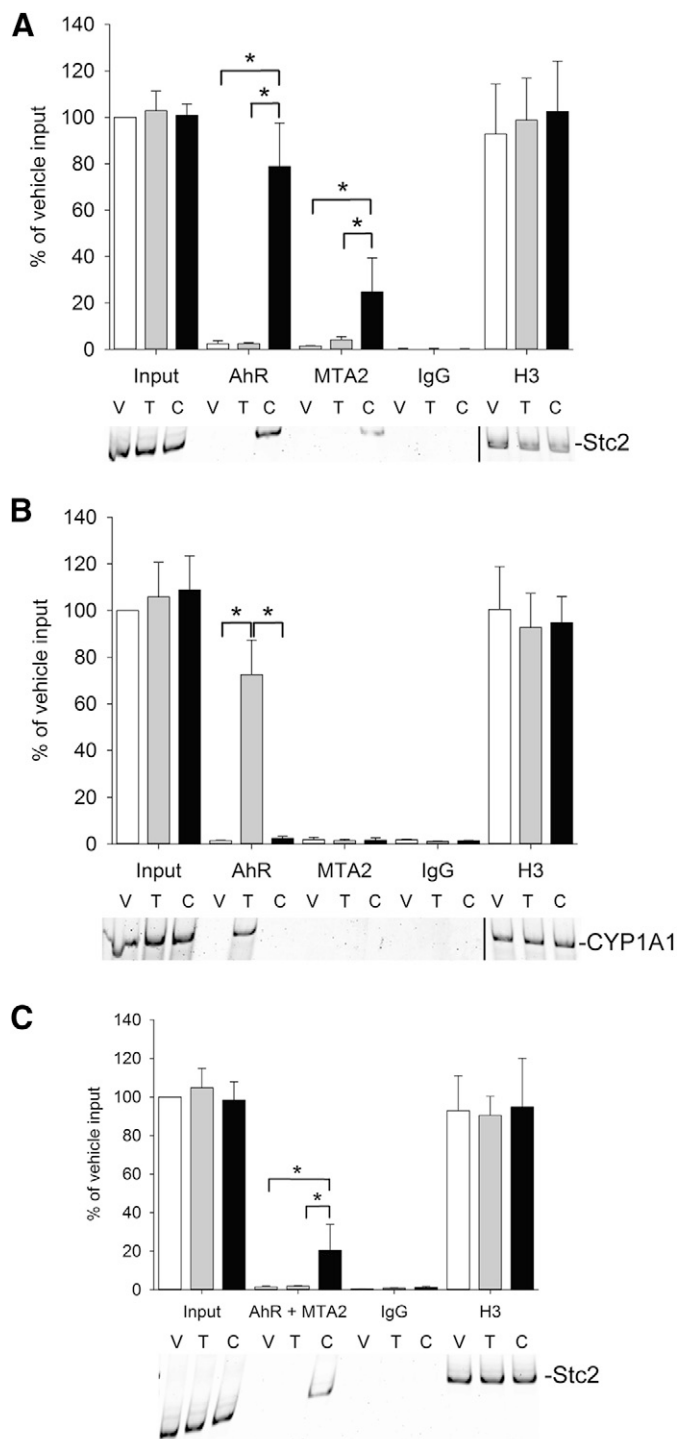 A
% of vehicle input
140
120
100
80
60
40
20
0
* * * *
Input AhR MTA2 IgG H3
V T C V T C V T C V T C V T C
-Stc2
B
% of vehicle input
140
120
100
80
60
40
20
0
* *
Input AhR MTA2 IgG H3
V T C V T C V T C V T C V T C
-CYP1A1
C
% of vehicle input
140
120
100
80
60
40
20
0
* *
Input AhR + MTA2 IgG H3
V T C V T C V T C V T C
-Stc2